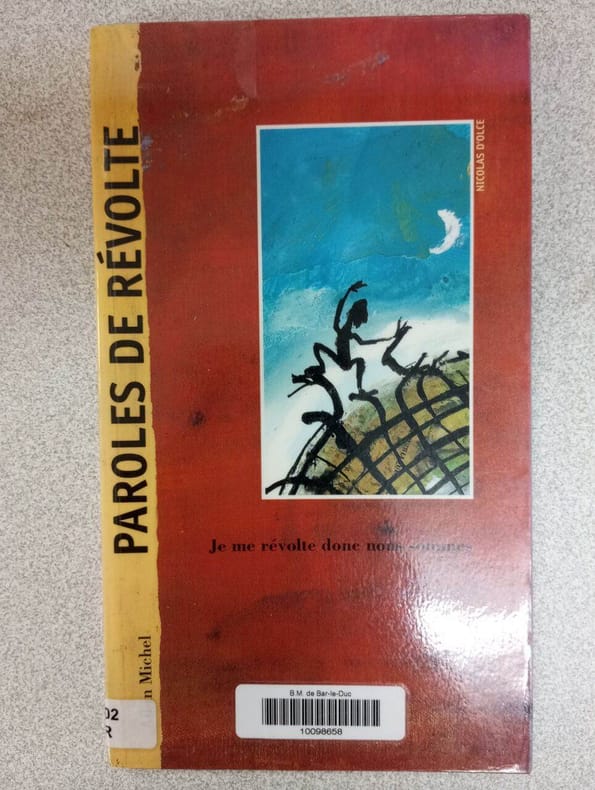 PAROLES DE RÉVOLTE
NICOLAS D'OLCE
Je me révolte donc nous sommes
n Michel
02
R
B.M. de Bar-le-Duc
10098658